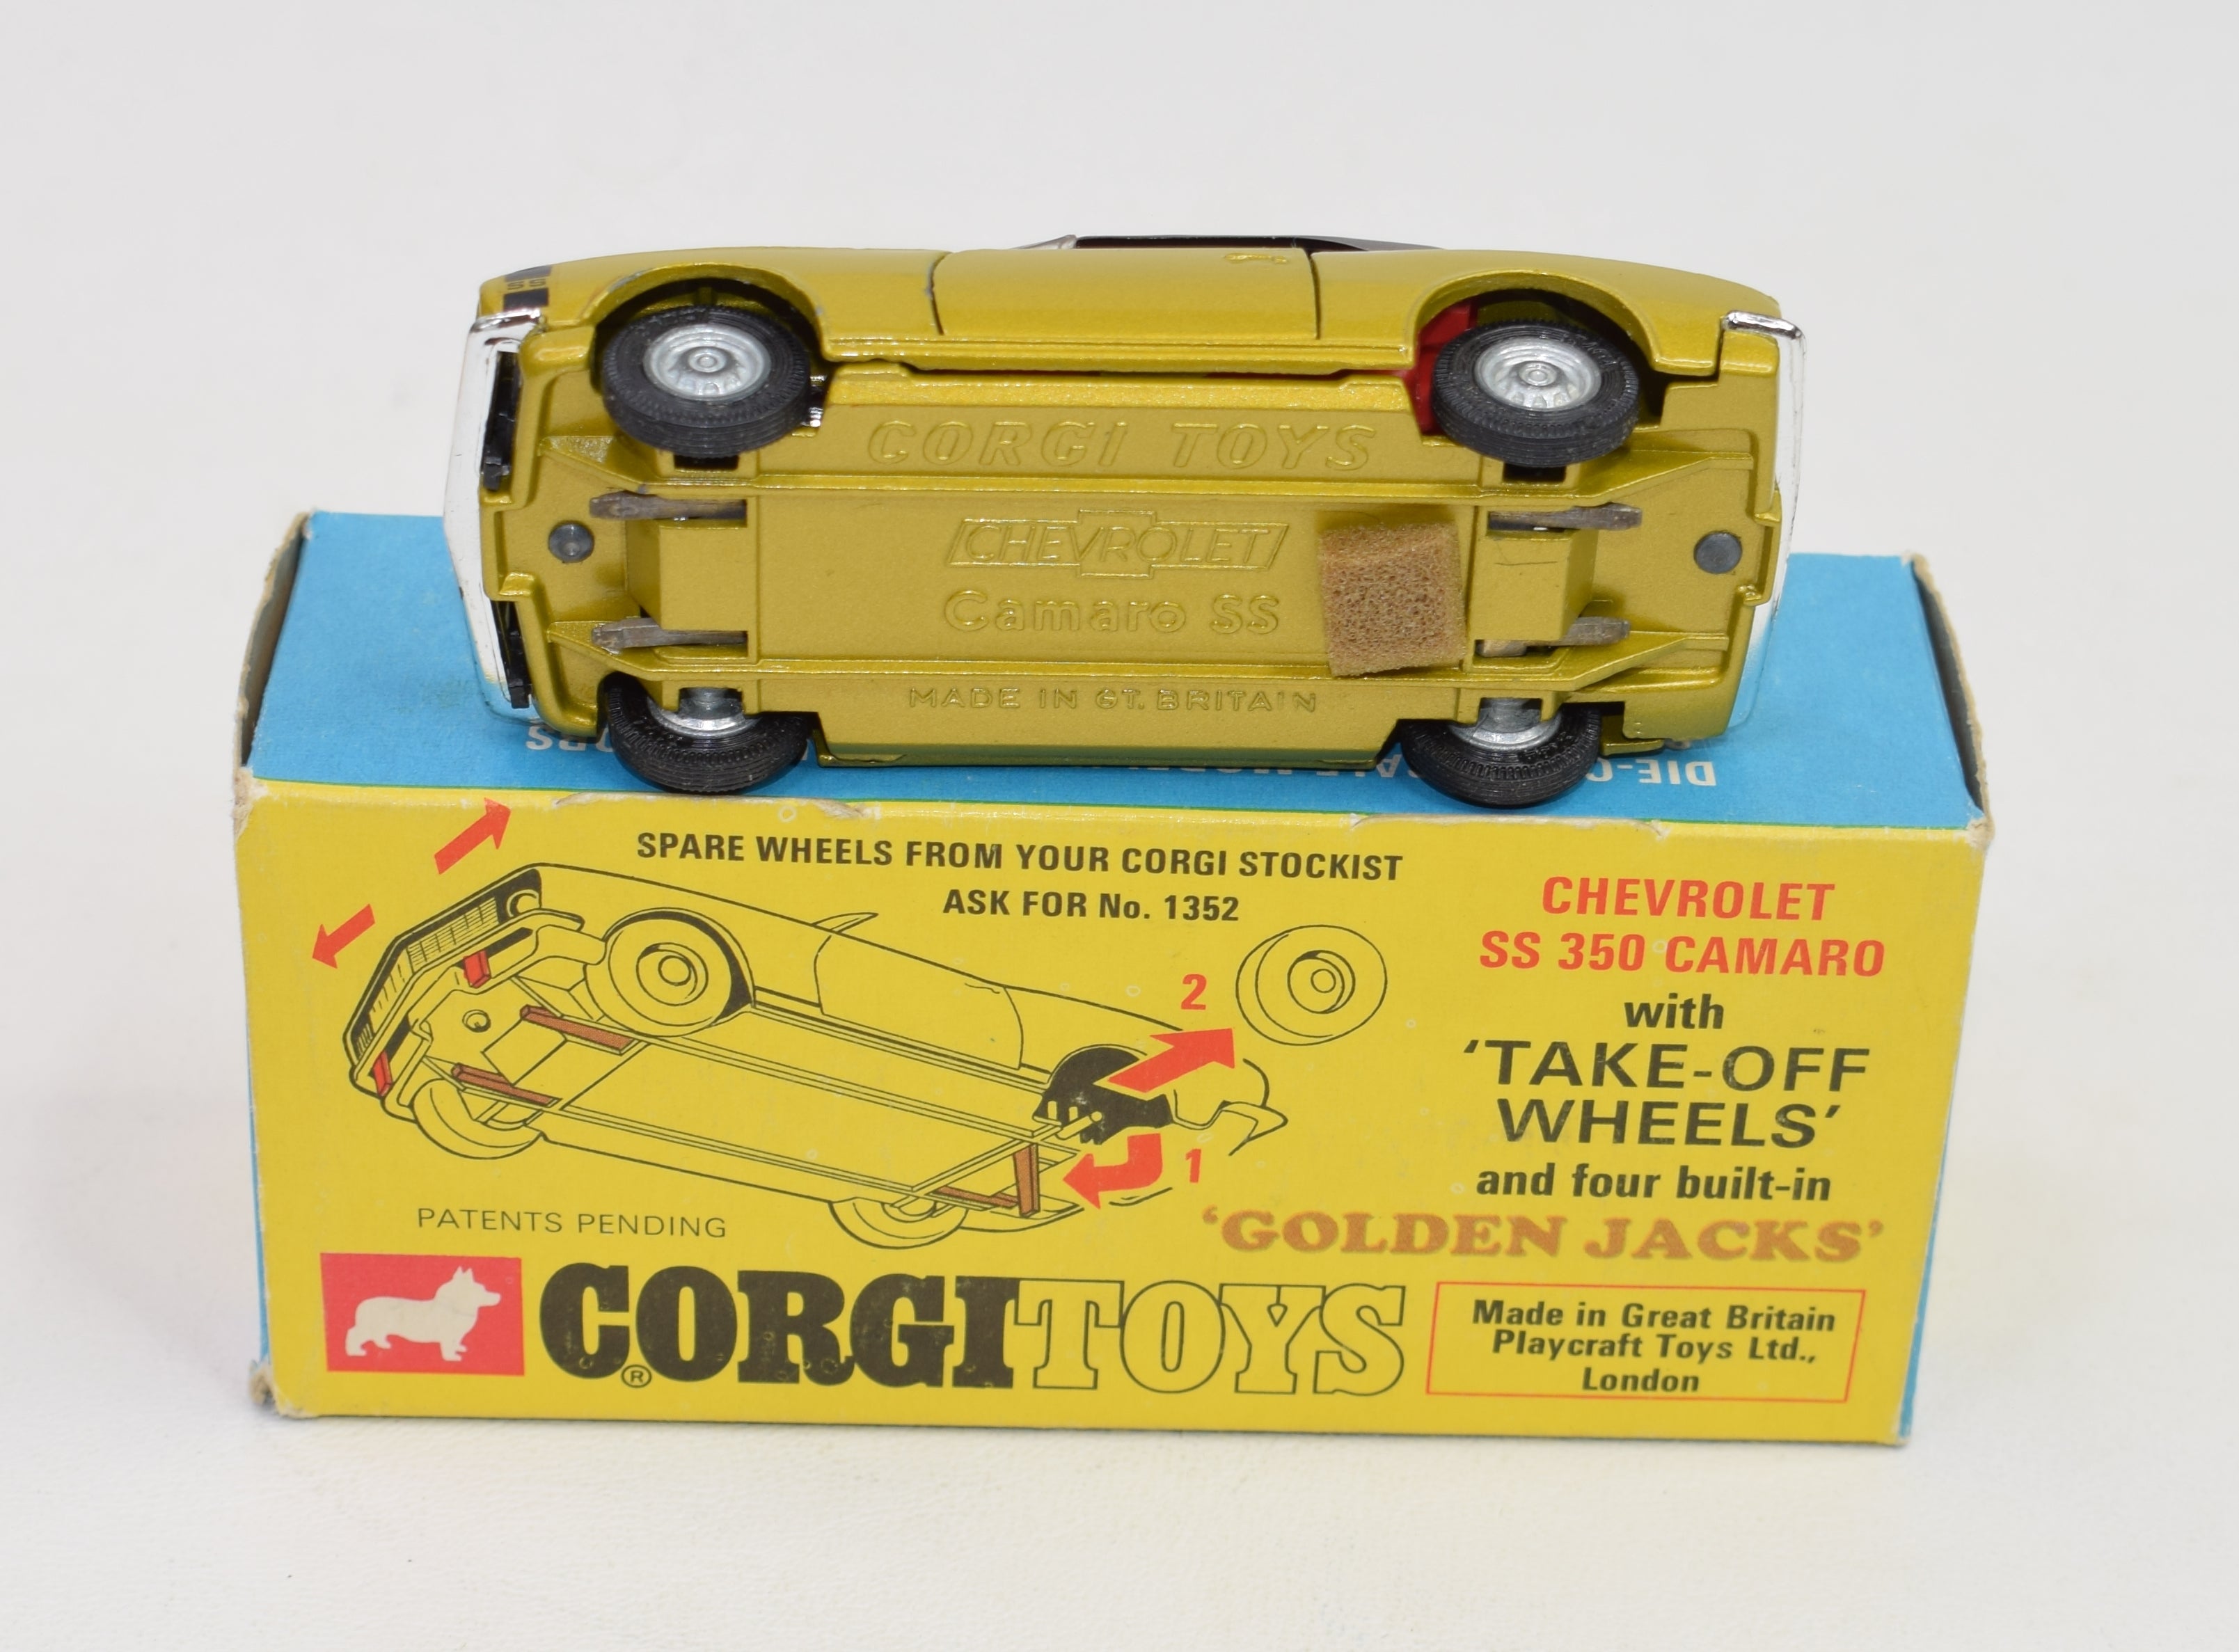 SS
CORGI TOYS
CHEVROLET
Camaro SS
MADE IN GT. BRITAIN
DIE-C
SPARE WHEELS FROM YOUR CORGI STOCKIST
ASK FOR No. 1352
CHEVROLET
SS 350 CAMARO
with
'TAKE-OFF
WHEELS'
and four built-in
'GOLDEN JACKS'
2
1
PATENTS PENDING
CORGI TOYS
®
Made in Great Britain
Playcraft Toys Ltd.,
London